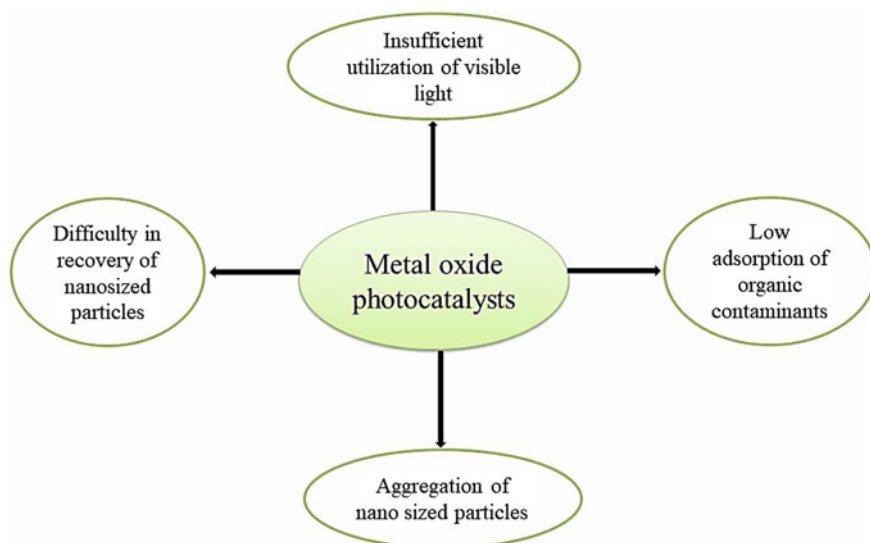 Insufficient
utilization of visible
light
Difficulty in
recovery of
nanosized
particles
Metal oxide
photocatalysts
Low
adsorption of
organic
contaminants
Aggregation of
nano sized particles